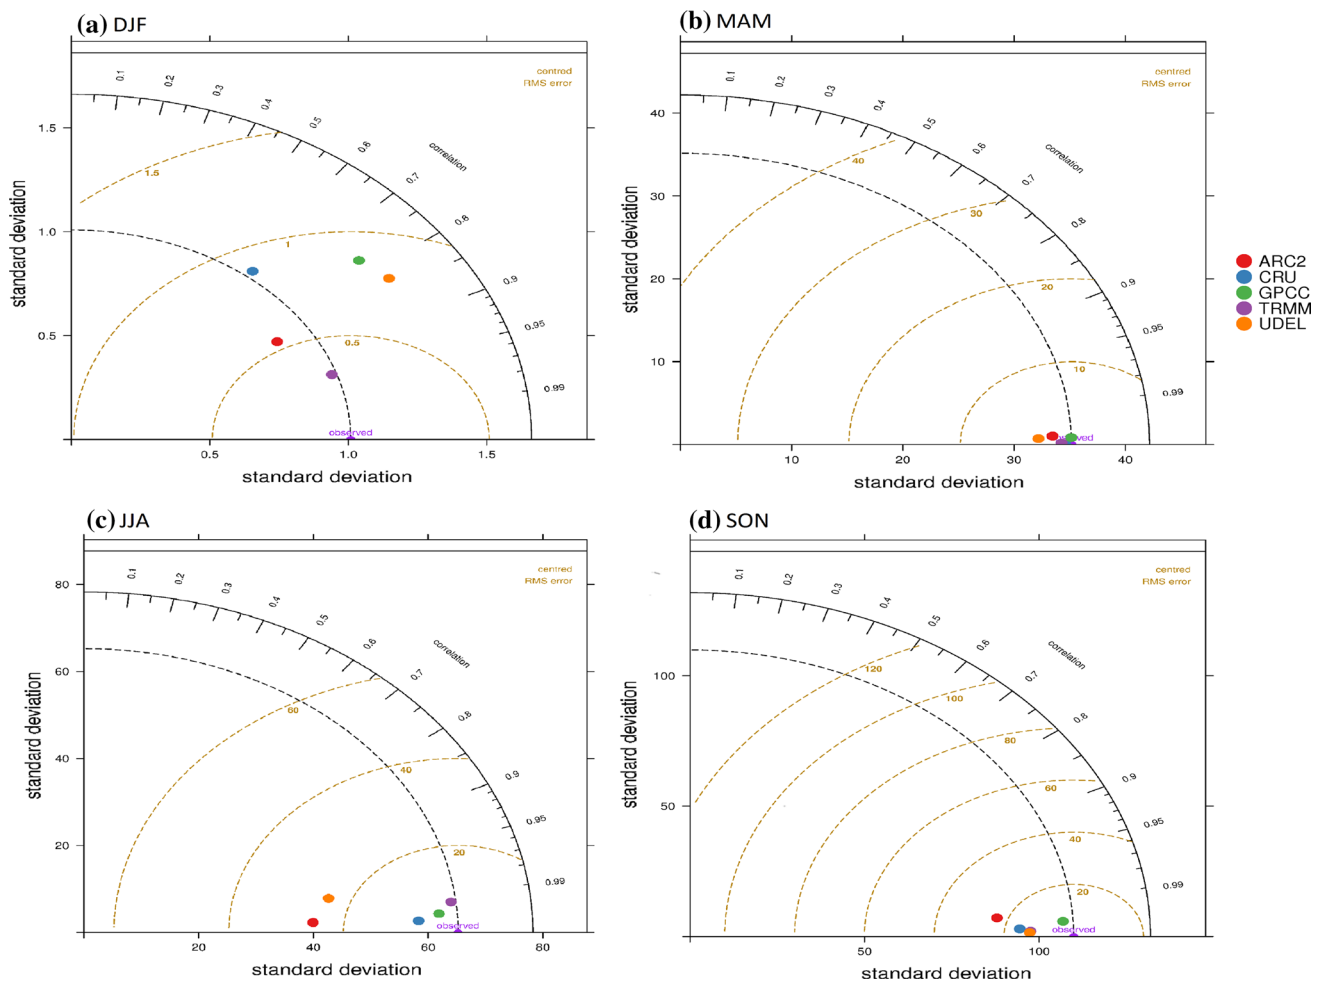 (a) DJF
centred
RMS error
0.1
0.2
0.3
0.4
0.5
0.6
0.7
0.8
0.9
0.95
0.99
correlation
1.5
1
0.5
observed
1.5
1.0
0.5
0.5
1.0
1.5
standard deviation
standard deviation
(b) MAM
centred
RMS error
0.1
0.2
0.3
0.4
0.5
0.6
0.7
0.8
0.9
0.95
0.99
correlation
40
30
20
10
40
30
20
10
10
20
30
40
standard deviation
standard deviation
ARC2
CRU
GPCC
TRMM
UDEL
(c) JJA
centred
RMS error
0.1
0.2
0.3
0.4
0.5
0.6
0.7
0.8
0.9
0.95
0.99
correlation
60
40
20
observed
80
60
40
20
20
40
60
80
standard deviation
standard deviation
(d) SON
centred
RMS error
0.1
0.2
0.3
0.4
0.5
0.6
0.7
0.8
0.9
0.95
0.99
correlation
120
100
80
60
40
20
observed
100
50
50
100
standard deviation
standard deviation